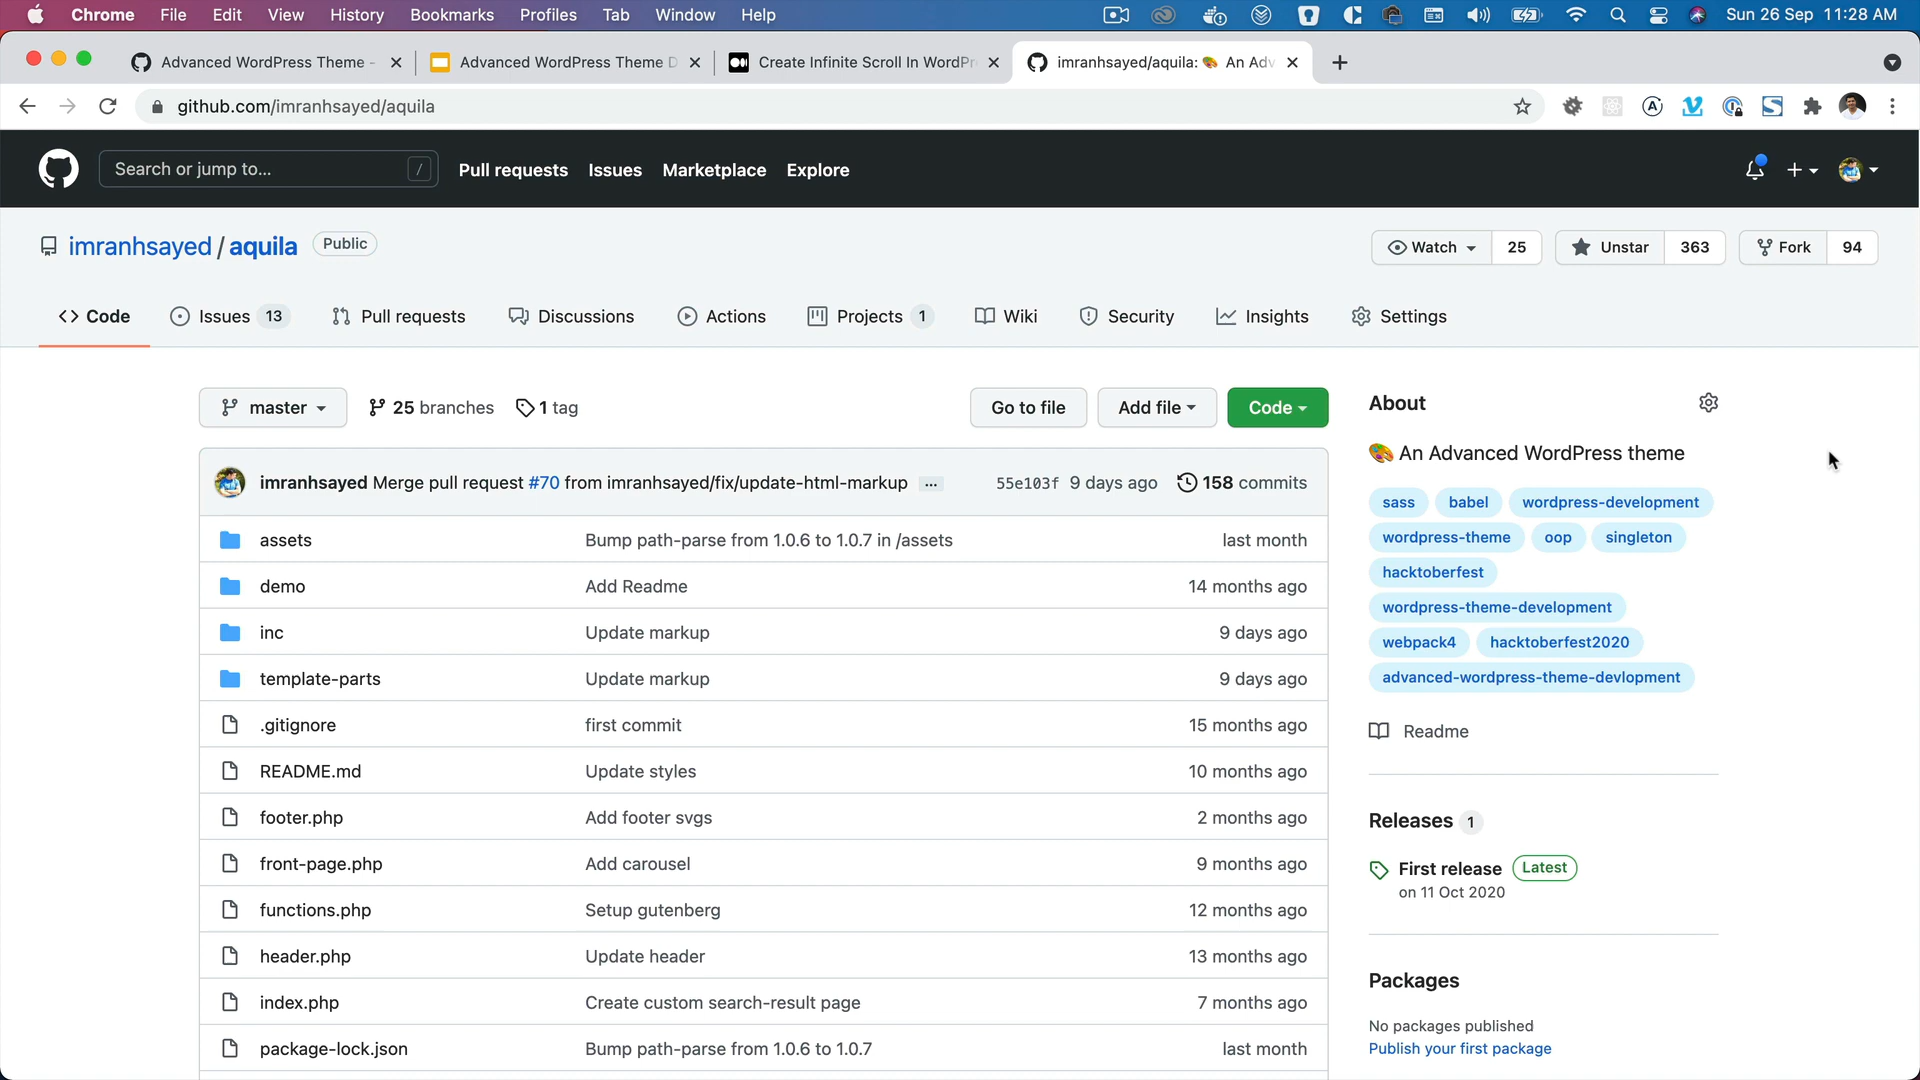 Chrome File Edit View History Bookmarks Profiles Tab Window Help Sun 26 Sep 11:28 AM
Advanced WordPress Theme - Advanced WordPress Theme D Create Infinite Scroll In WordPr imranhsayed/aquila: 🎨 An Adv
github.com/imranhsayed/aquila
Search or jump to... / Pull requests Issues Marketplace Explore
imranhsayed / aquila Public Watch 25 Unstar 363 Fork 94
Code Issues 13 Pull requests Discussions Actions Projects 1 Wiki Security Insights Settings
master 25 branches 1 tag Go to file Add file Code
imranhsayed Merge pull request #70 from imranhsayed/fix/update-html-markup ... 55e103f 9 days ago 158 commits
assets Bump path-parse from 1.0.6 to 1.0.7 in /assets last month
demo Add Readme 14 months ago
inc Update markup 9 days ago
template-parts Update markup 9 days ago
.gitignore first commit 15 months ago
README.md Update styles 10 months ago
footer.php Add footer svgs 2 months ago
front-page.php Add carousel 9 months ago
functions.php Setup gutenberg 12 months ago
header.php Update header 13 months ago
index.php Create custom search-result page 7 months ago
package-lock.json Bump path-parse from 1.0.6 to 1.0.7 last month
About
🎨 An Advanced WordPress theme
sass babel wordpress-development
wordpress-theme oop singleton
hacktoberfest
wordpress-theme-development
webpack4 hacktoberfest2020
advanced-wordpress-theme-devlopment
Readme
Releases 1
First release Latest
on 11 Oct 2020
Packages
No packages published
Publish your first package